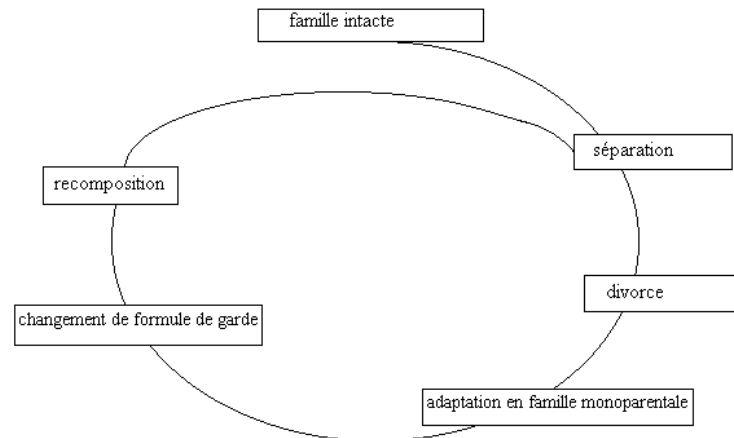 famille intacte
séparation
recomposition
divorce
changement de formule de garde
adaptation en famille monoparentale